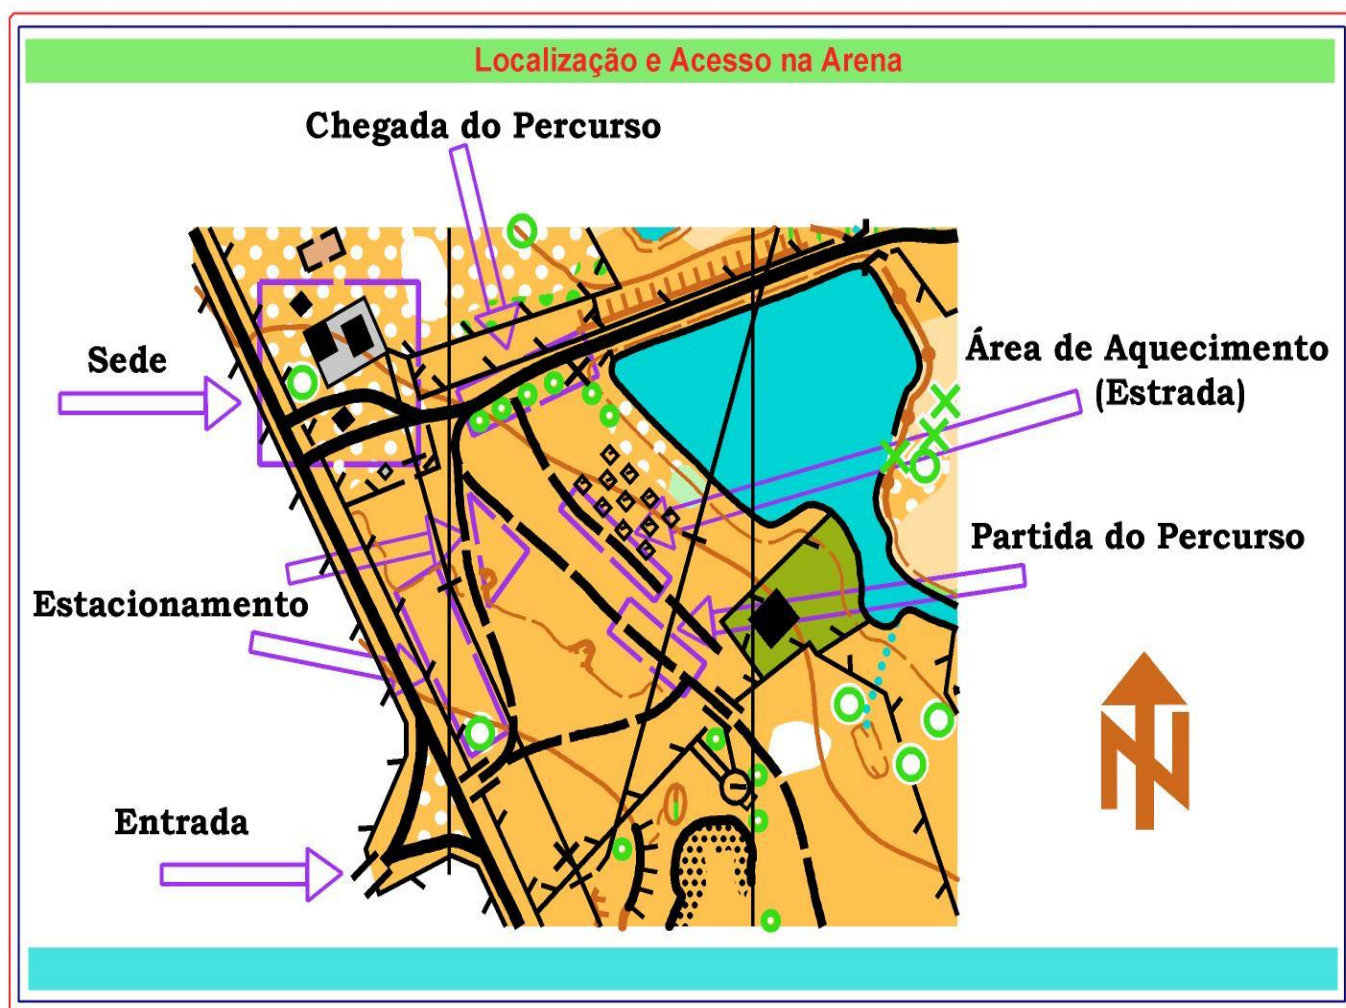 Localização e Acesso na Arena
Chegada do Percurso
Sede
Área de Aquecimento
(Estrada)
Partida do Percurso
Estacionamento
Entrada
N